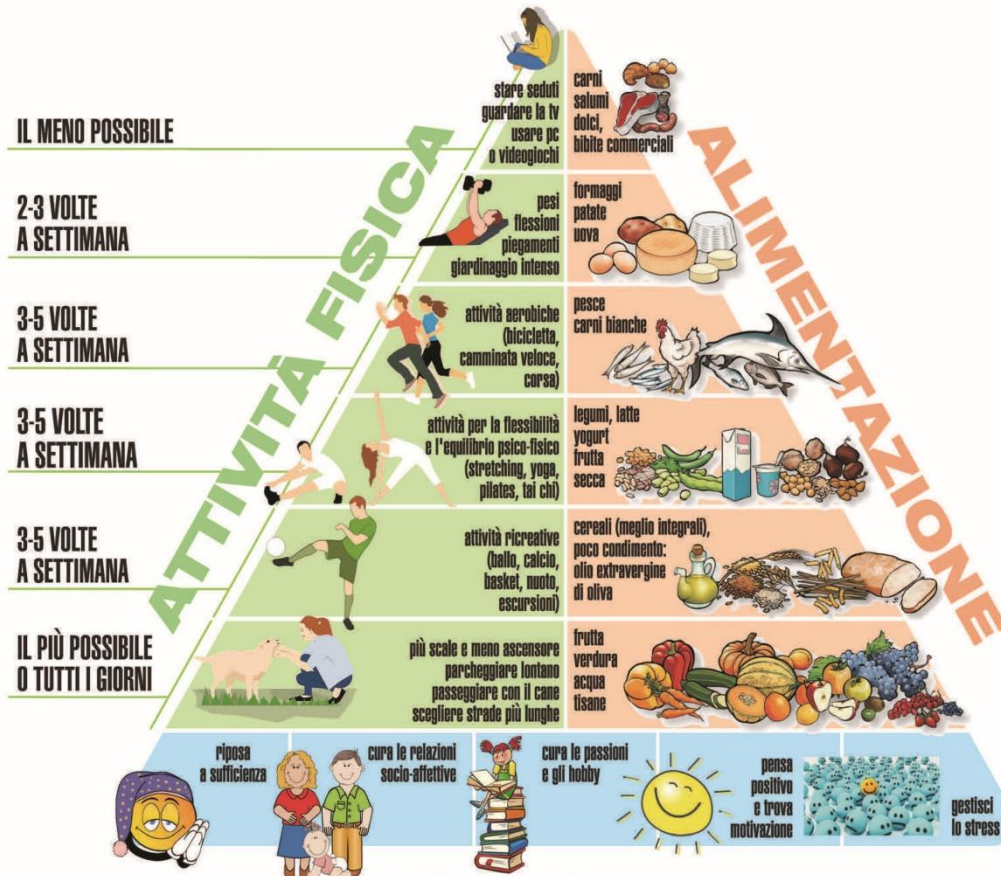 ATTIVITÀ FISICA
ALIMENTAZIONE
IL MENO POSSIBILE
stare seduti
guardare la tv
usare pc
o videogiochi
carni
salumi
dolci,
bibite commerciali
2-3 VOLTE
A SETTIMANA
pesi
flessioni
piegamenti
giardinaggio intenso
formaggi
patate
uova
3-5 VOLTE
A SETTIMANA
attività aerobiche
(bicicletta,
camminata veloce,
corsa)
pesce
carni bianche
3-5 VOLTE
A SETTIMANA
attività per la flessibilità
e l'equilibrio psico-fisico
(stretching, yoga,
pilates, tai chi)
legumi, latte
yogurt
frutta
secca
3-5 VOLTE
A SETTIMANA
attività ricreative
(ballo, calcio,
basket, nuoto,
escursioni)
cereali (meglio integrali),
poco condimento:
olio extravergine
di oliva
IL PIÙ POSSIBILE
O TUTTI I GIORNI
più scale e meno ascensore
parcheggiare lontano
passeggiare con il cane
scegliere strade più lunghe
frutta
verdura
acqua
tisane
riposa
a sufficienza
cura le relazioni
socio-affettive
cura le passioni
e gli hobby
pensa
positivo
e trova
motivazione
gestisci
lo stress